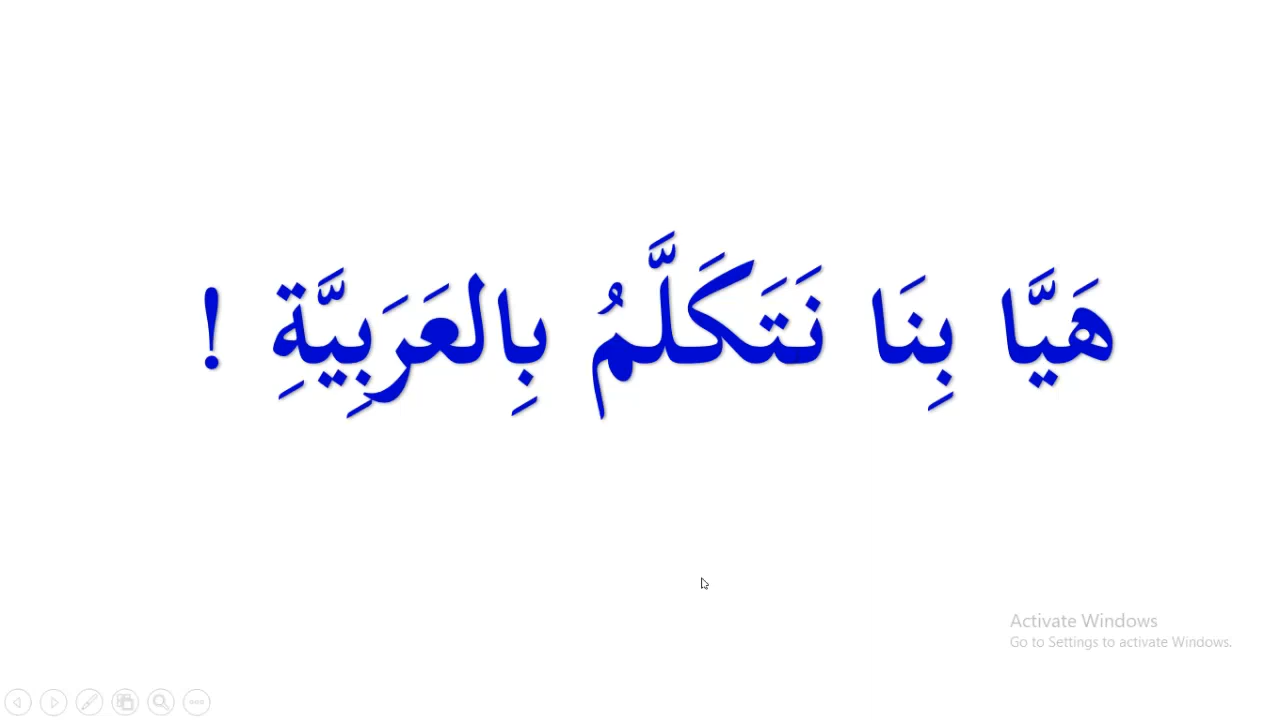 هَيَّا بِنَا نَتَكَلَّمُ بِالعَرَبِيَّةِ !
Activate Windows
Go to Settings to activate Windows.